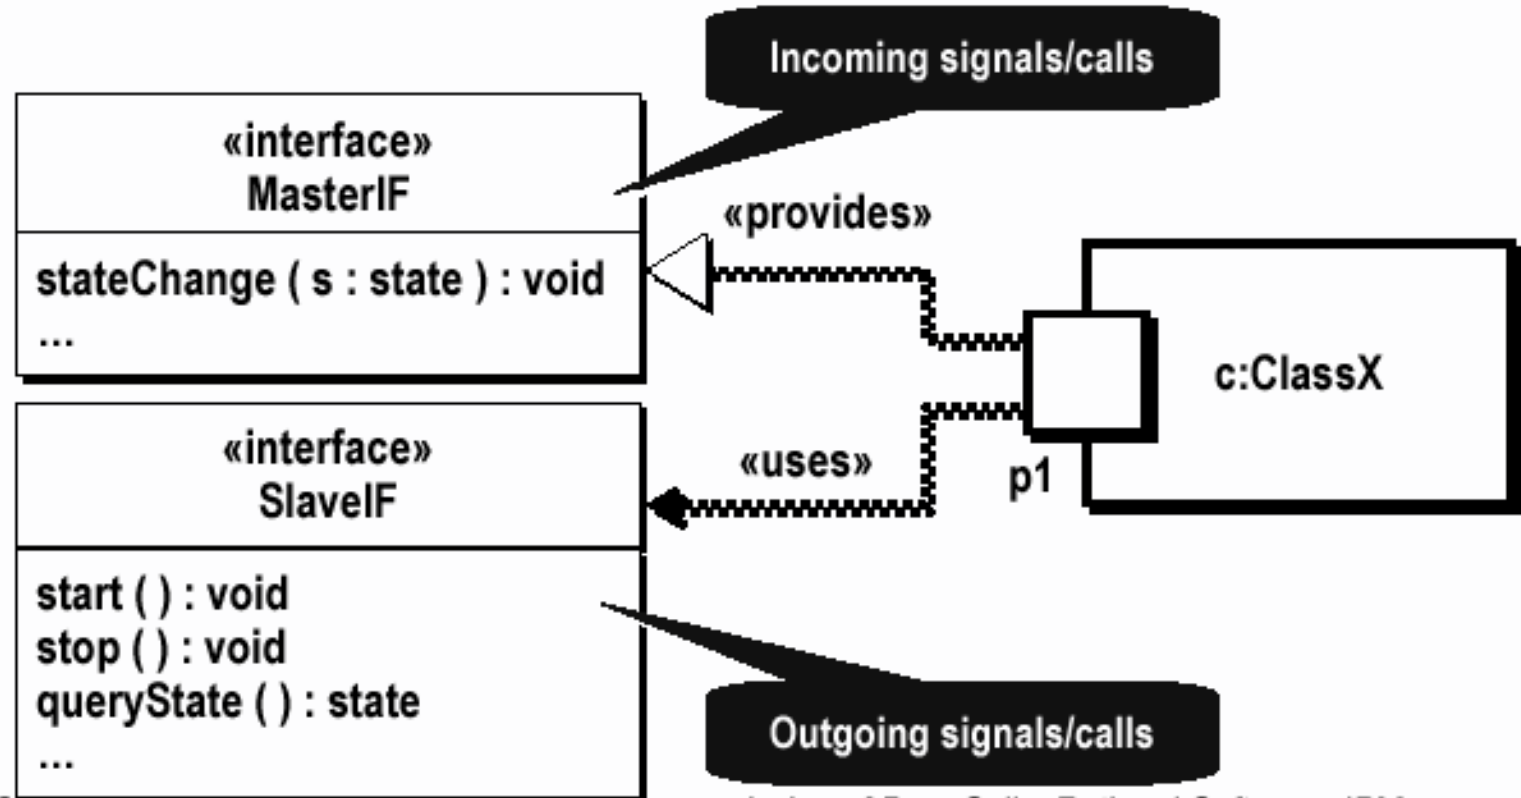 Incoming signals/calls
«interface»
MasterIF
stateChange ( s : state ) : void
...
«provides»
c:ClassX
p1
«uses»
«interface»
SlaveIF
start ( ) : void
stop ( ) : void
queryState ( ) : state
...
Outgoing signals/calls